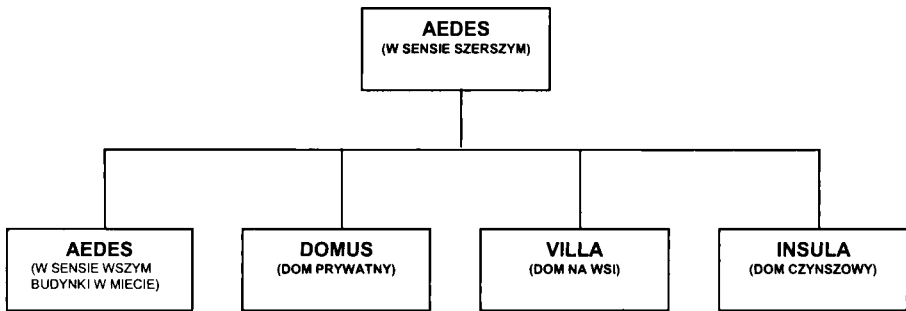 AEDES
(W SENSIE SZERSZYM)
AEDES
(W SENSIE WSZYM
BUDYNKI W MIECIE)
DOMUS
(DOM PRYWATNY)
VILLA
(DOM NA WSI)
INSULA
(DOM CZYNSZOWY)